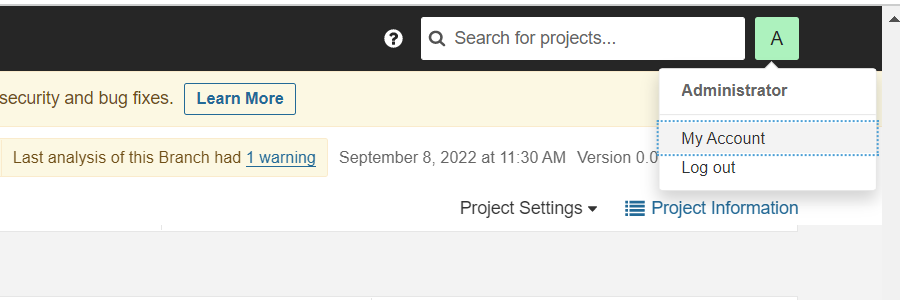 ? Search for projects... A
security and bug fixes. Learn More
Administrator
Last analysis of this Branch had 1 warning September 8, 2022 at 11:30 AM Version 0.0
My Account
Log out
Project Settings Project Information